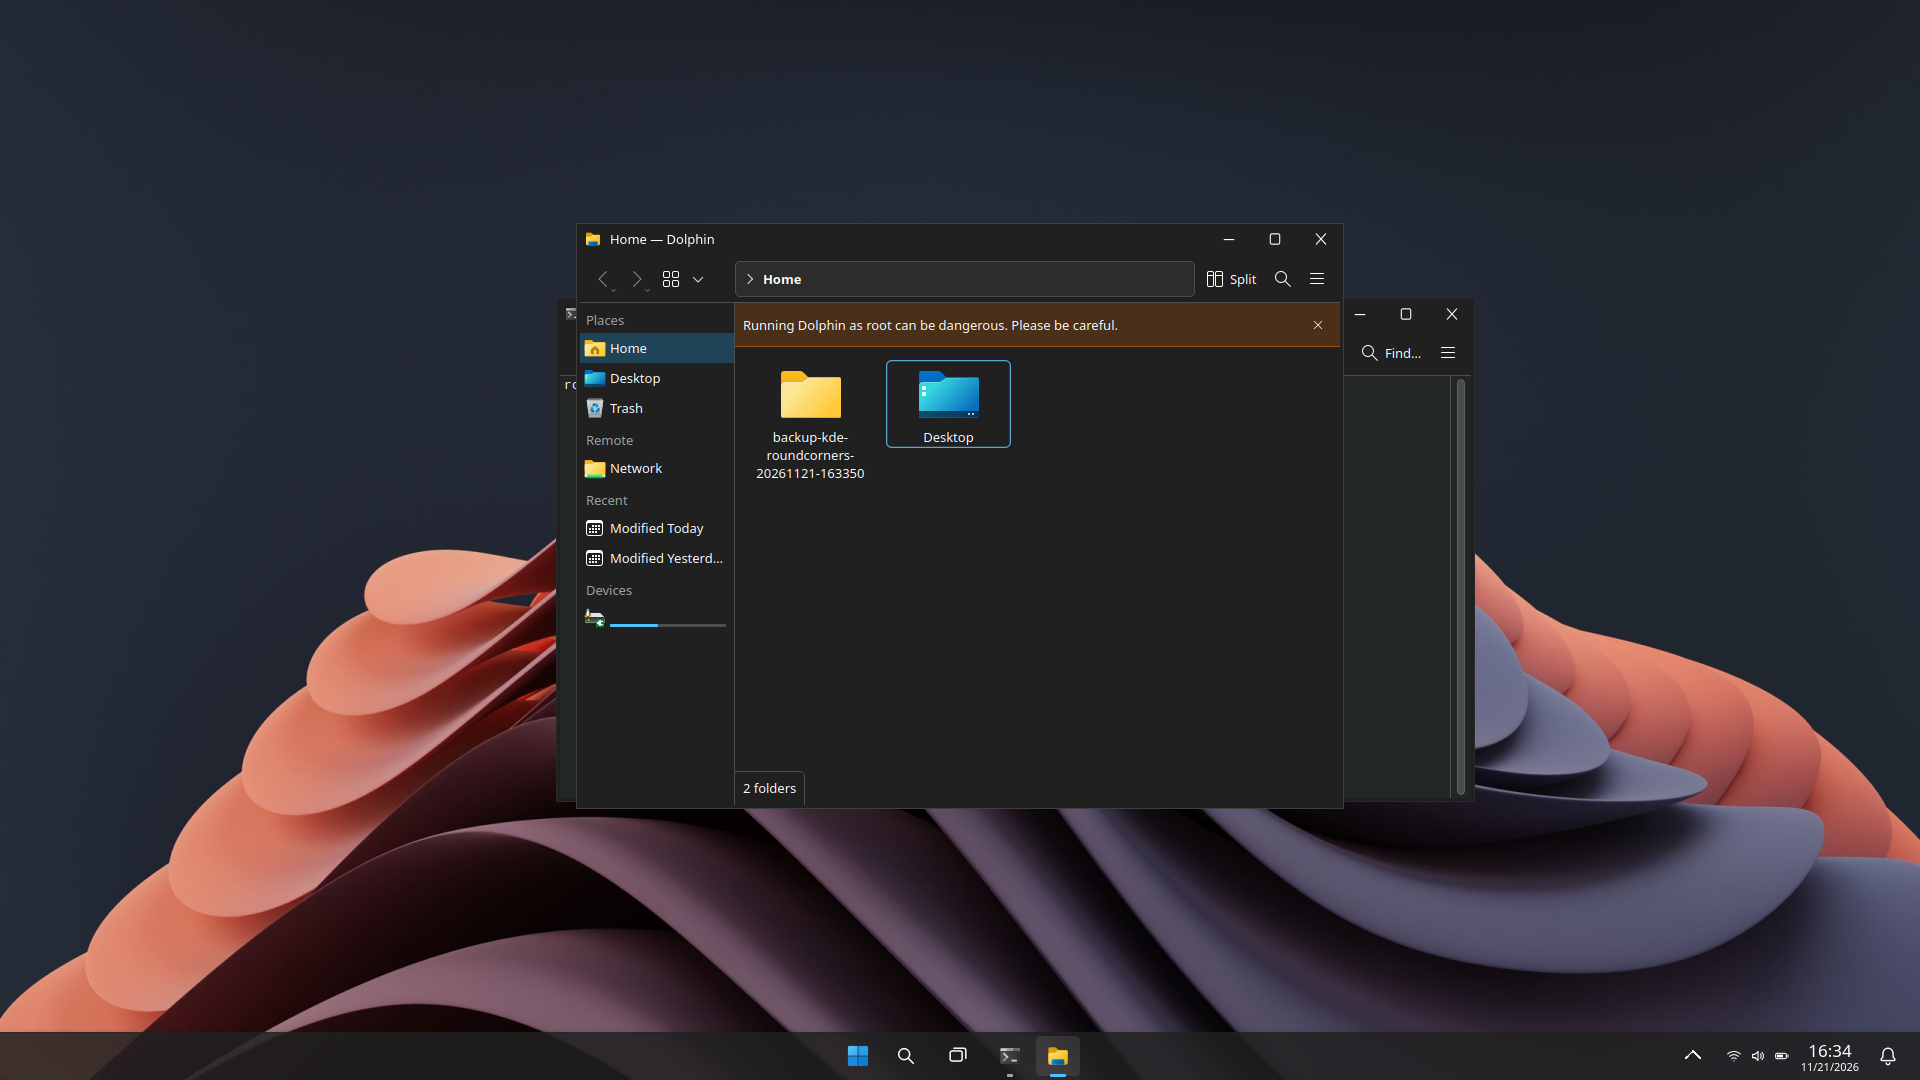 Home — Dolphin
Home
Split
Places
Running Dolphin as root can be dangerous. Please be careful.
Home
Find...
Desktop
Trash
backup-kde-
roundcorners-
20261121-163350
Desktop
Remote
Network
Recent
Modified Today
Modified Yesterd...
Devices
2 folders
16:34
11/21/2026